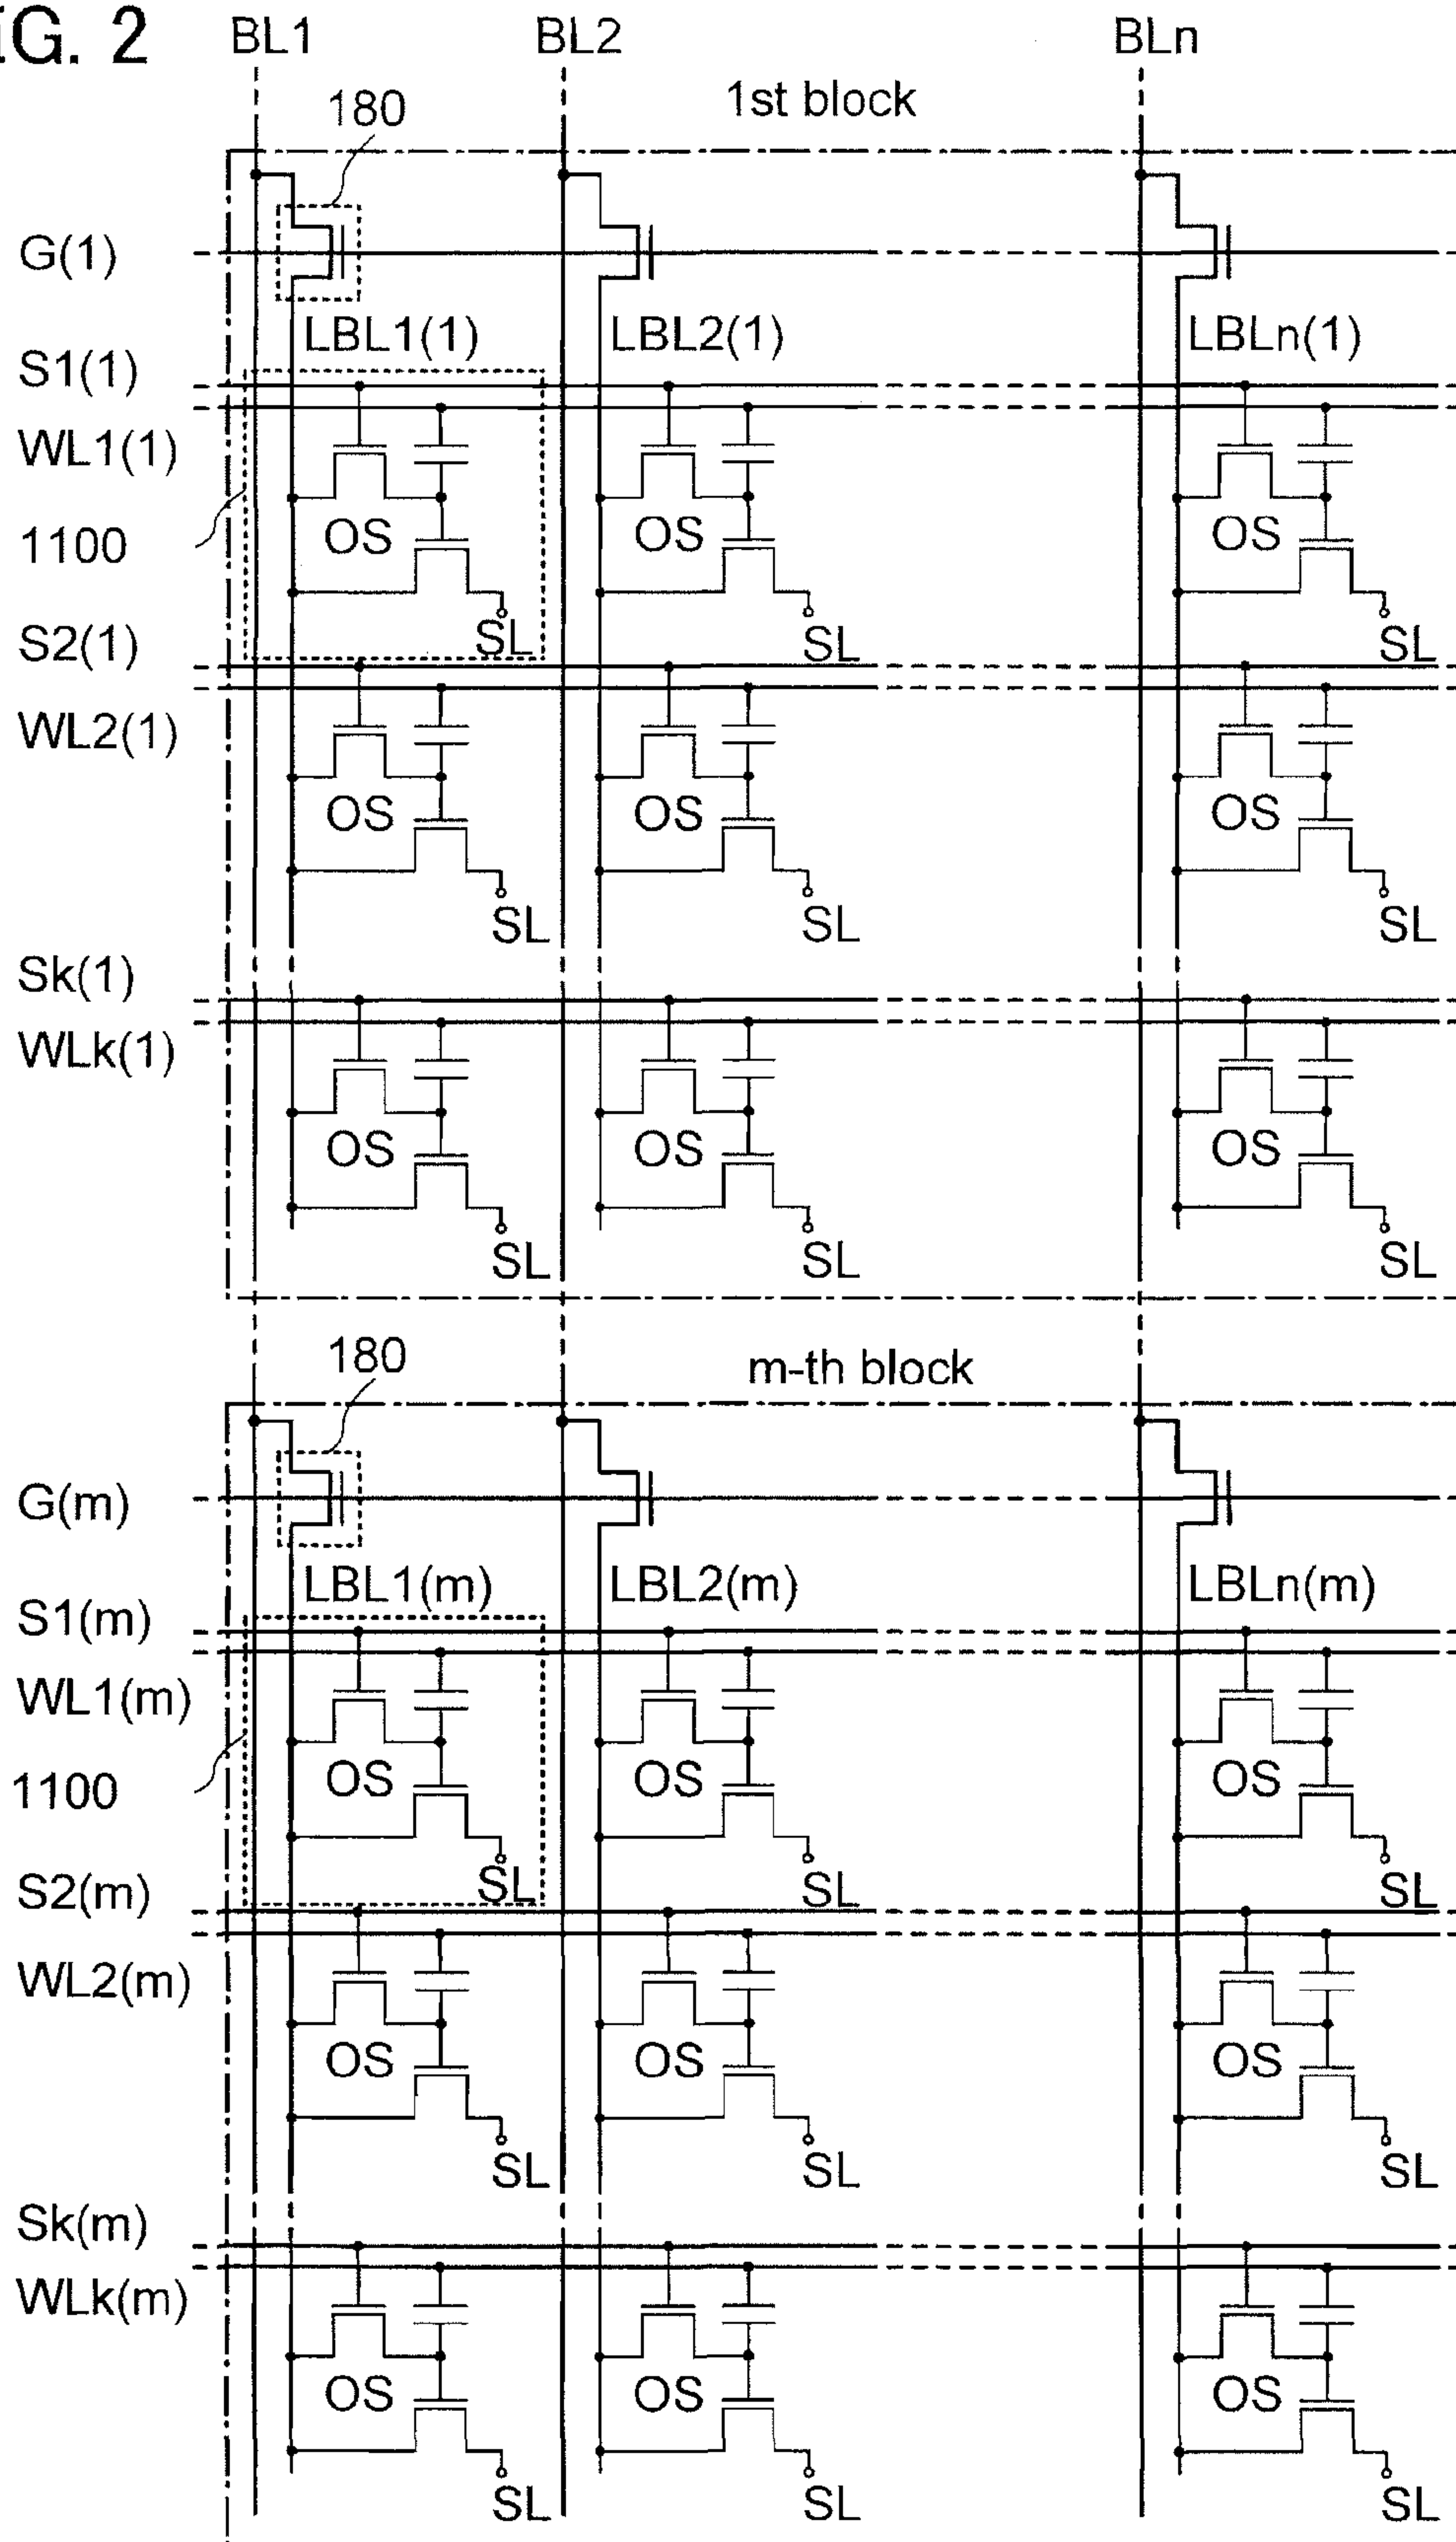 FIG. 2
BL1 BL2 BLn
180 1st block
G(1)
LBL1(1) LBL2(1) LBLn(1)
S1(1)
WL1(1)
1100 OS OS OS
SL SL SL
S2(1)
WL2(1)
OS OS OS
SL SL SL
Sk(1)
WLk(1)
OS OS OS
SL SL SL
180 m-th block
G(m)
LBL1(m) LBL2(m) LBLn(m)
S1(m)
WL1(m)
1100 OS OS OS
SL SL SL
S2(m)
WL2(m)
OS OS OS
SL SL SL
Sk(m)
WLk(m)
OS OS OS
SL SL SL